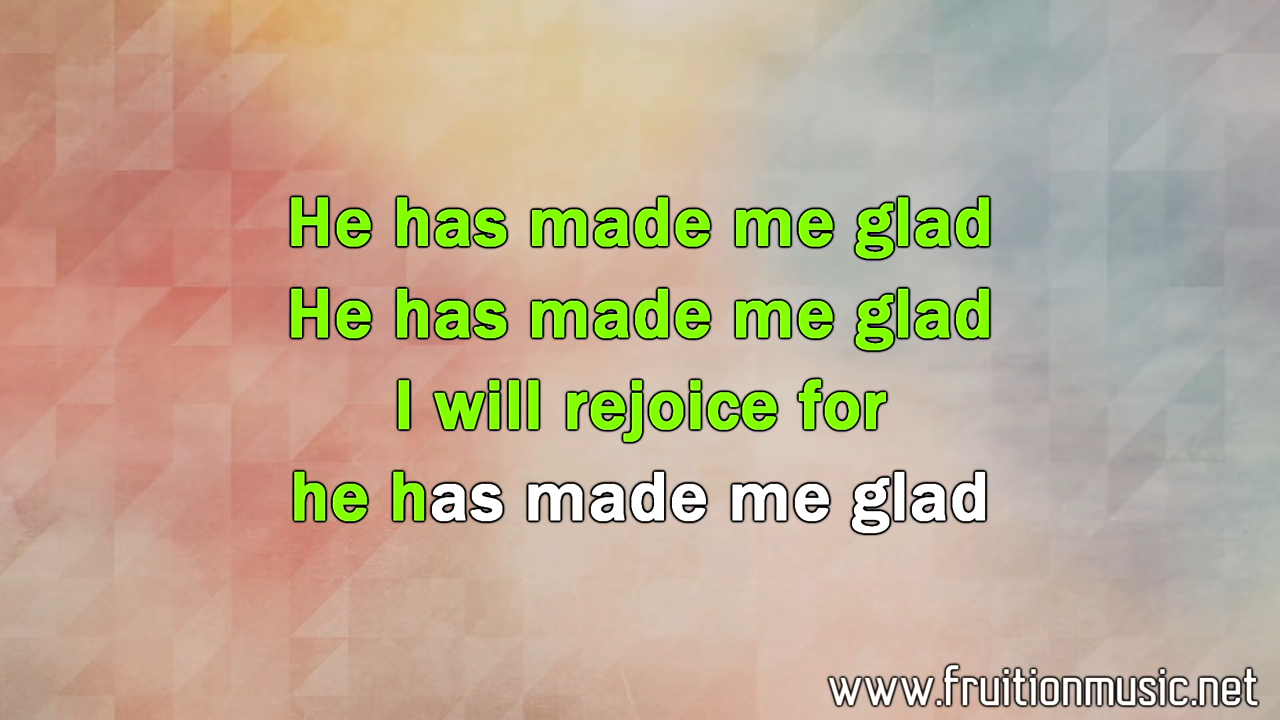 He has made me glad
He has made me glad
I will rejoice for
he has made me glad
www.fruitionmusic.net